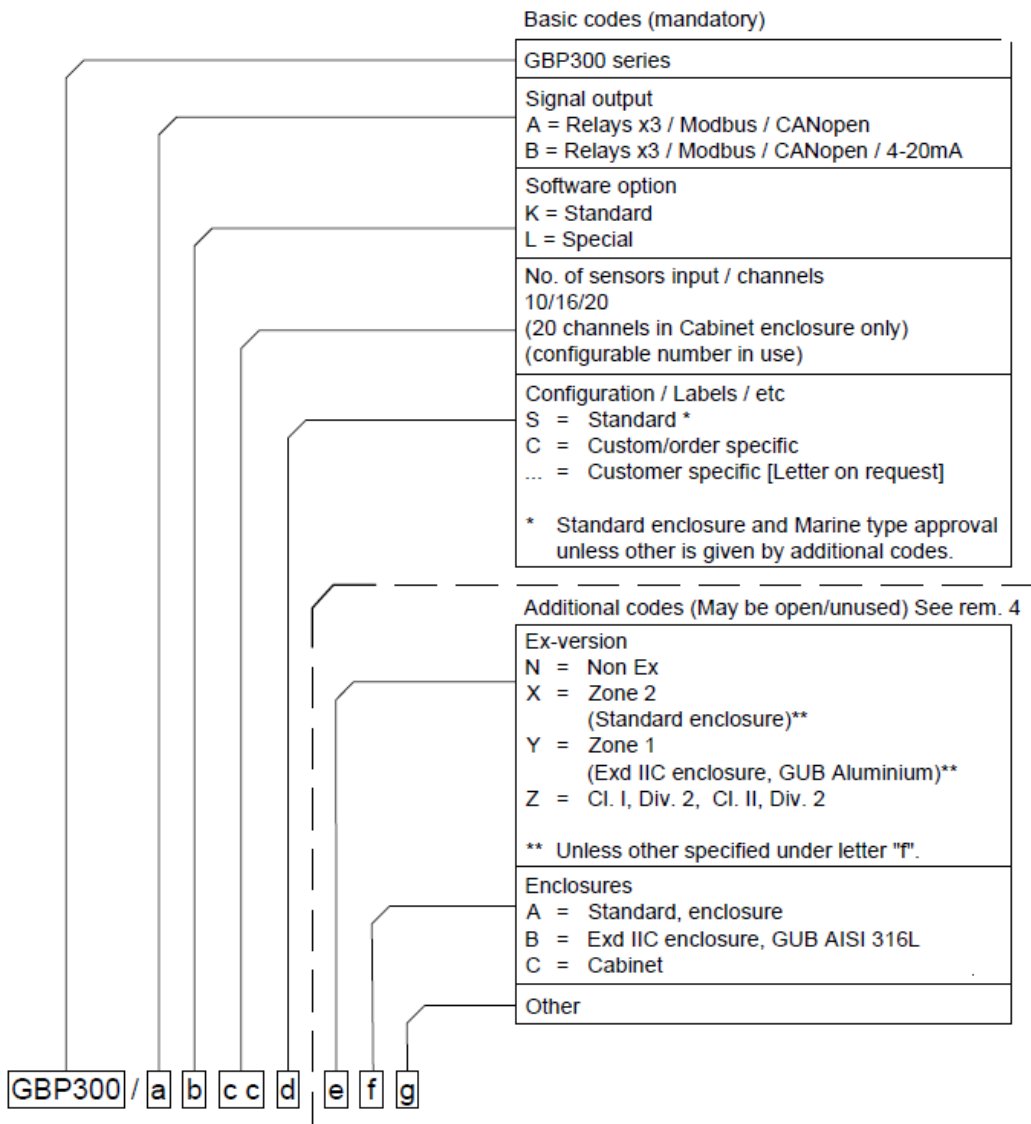 Basic codes (mandatory)
GBP300 series
Signal output
A = Relays x3 / Modbus / CANopen
B = Relays x3 / Modbus / CANopen / 4-20mA
Software option
K = Standard
L = Special
No. of sensors input / channels
10/16/20
(20 channels in Cabinet enclosure only)
(configurable number in use)
Configuration / Labels / etc
S = Standard *
C = Custom/order specific
... = Customer specific [Letter on request]
* Standard enclosure and Marine type approval
unless other is given by additional codes.
Additional codes (May be open/unused) See rem. 4
Ex-version
N = Non Ex
X = Zone 2
(Standard enclosure)**
Y = Zone 1
(Exd IIC enclosure, GUB Aluminium)**
Z = Cl. I, Div. 2, Cl. II, Div. 2
** Unless other specified under letter "f".
Enclosures
A = Standard, enclosure
B = Exd IIC enclosure, GUB AISI 316L
C = Cabinet
Other
GBP300 / a b c c d e f g